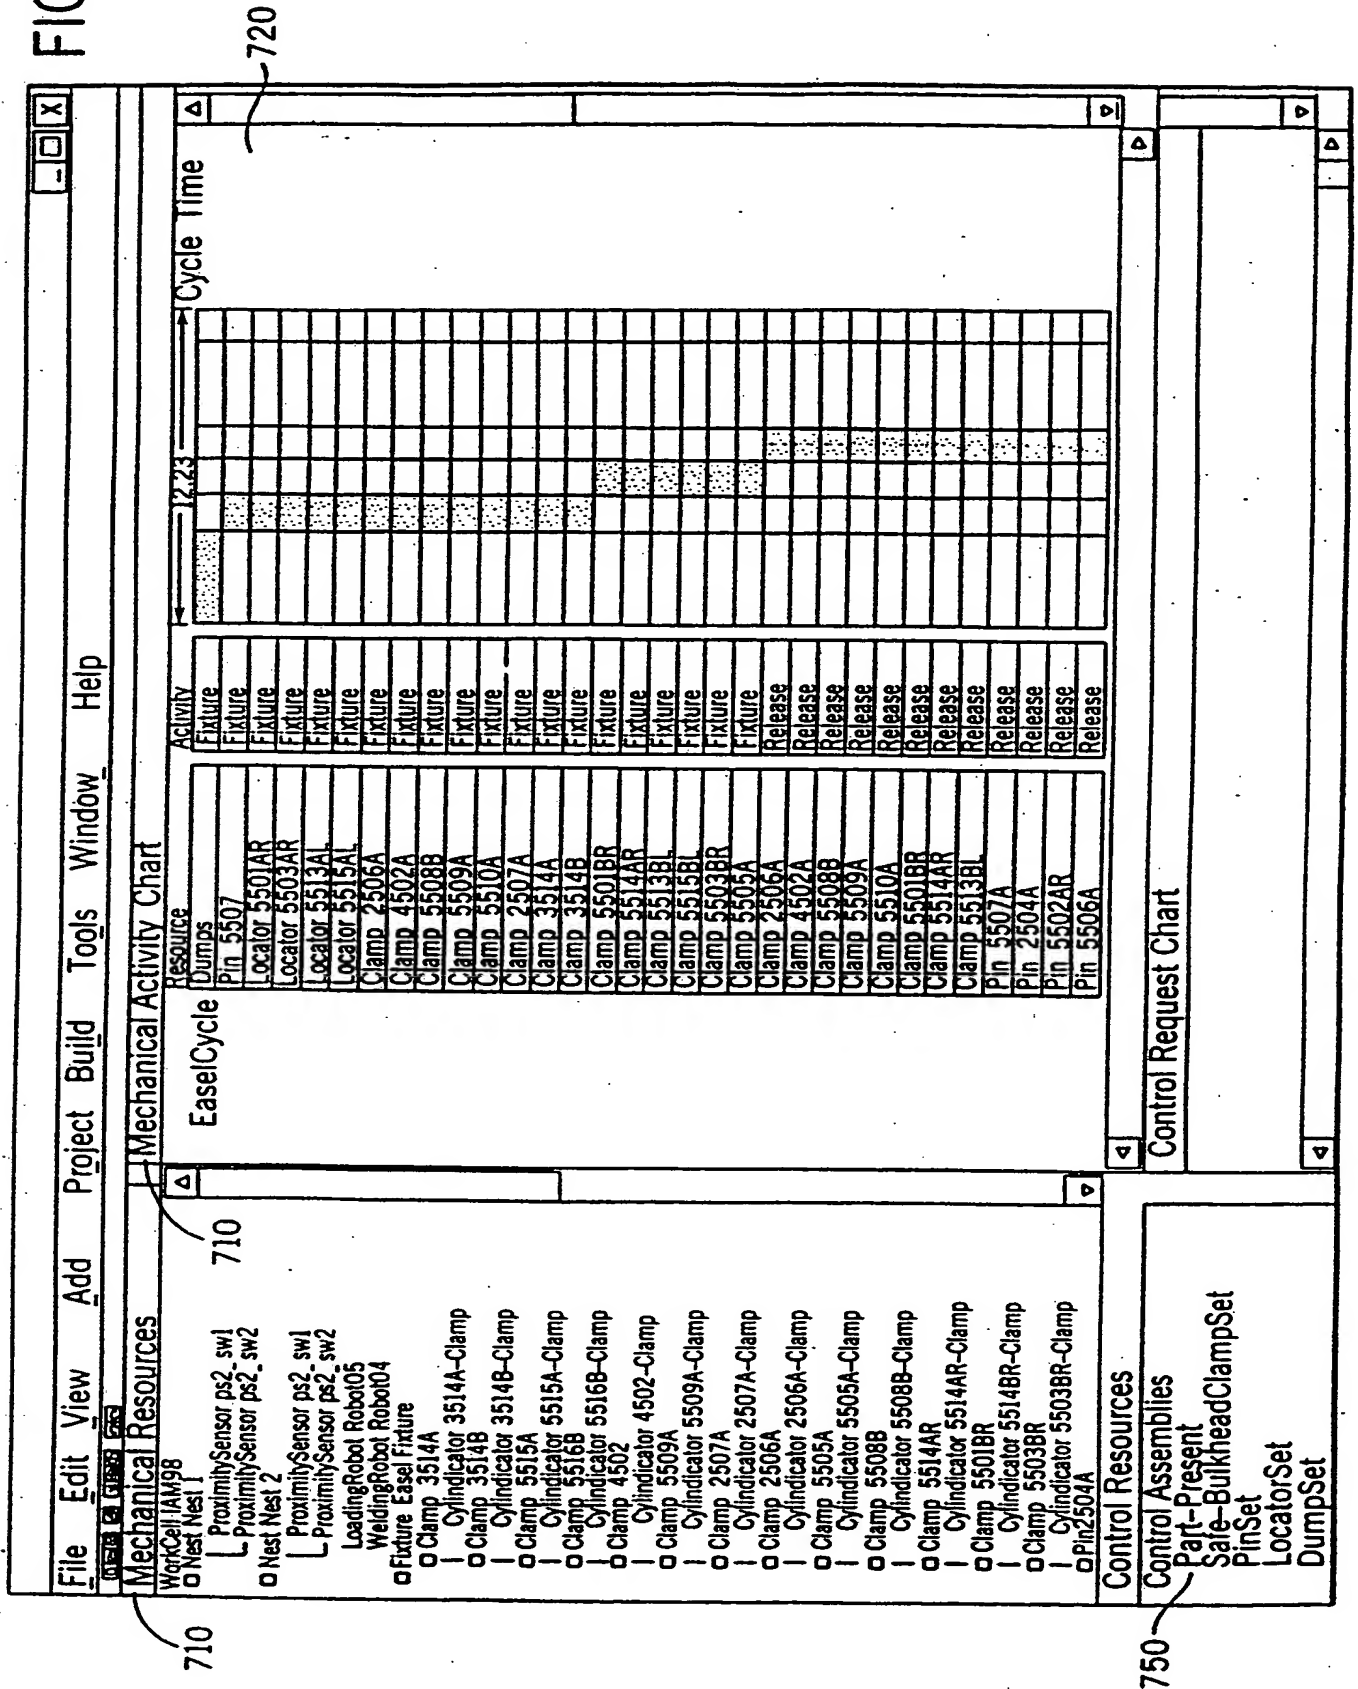 FIG
File Edit View Add Project Build Tools Window Help
Mechanical Resources
WorkCell IAM98
Nest Nest 1
ProximitySensor ps2_sw1
ProximitySensor ps2_sw2
Nest Nest 2
ProximitySensor ps2_sw1
ProximitySensor ps2_sw2
LoadingRobot Robot05
WeldingRobot Robot04
Fixture Easel Fixture
Clamp 3514A
Cylindicator 3514A-Clamp
Clamp 3514B
Cylindicator 3514B-Clamp
Clamp 5515A
Cylindicator 5515A-Clamp
Clamp 5516B
Cylindicator 5516B-Clamp
Clamp 4502
Cylindicator 4502-Clamp
Clamp 5509A
Cylindicator 5509A-Clamp
Clamp 2507A
Cylindicator 2507A-Clamp
Clamp 2506A
Cylindicator 2506A-Clamp
Clamp 5505A
Cylindicator 5505A-Clamp
Clamp 5508B
Cylindicator 5508B-Clamp
Clamp 5514AR
Cylindicator 5514AR-Clamp
Clamp 5501BR
Cylindicator 5514BR-Clamp
Clamp 5503BR
Cylindicator 5503BR-Clamp
Pin2504A
710
Mechanical Activity Chart
710
EaselCycle
Resource Activity 12.23 Cycle Time
Dumps Fixture
Pin 5507 Fixture
Locator 5501AR Fixture
Locator 5503AR Fixture
Locator 5513AL Fixture
Locator 5515AL Fixture
Clamp 2506A Fixture
Clamp 4502A Fixture
Clamp 5508B Fixture
Clamp 5509A Fixture
Clamp 5510A Fixture
Clamp 2507A Fixture
Clamp 3514A Fixture
Clamp 3514B Fixture
Clamp 5501BR Fixture
Clamp 5514AR Fixture
Clamp 5513BL Fixture
Clamp 5515BL Fixture
Clamp 5503BR Fixture
Clamp 5505A Fixture
Clamp 2506A Release
Clamp 4502A Release
Clamp 5508B Release
Clamp 5509A Release
Clamp 5510A Release
Clamp 5501BR Release
Clamp 5514AR Release
Clamp 5513BL Release
Pin 5507A Release
Pin 2504A Release
Pin 5502AR Release
Pin 5506A Release
720
Control Resources
Control Assemblies
Part-Present
Safe-BulkheadClampSet
PinSet
LocatorSet
DumpSet
750
Control Request Chart